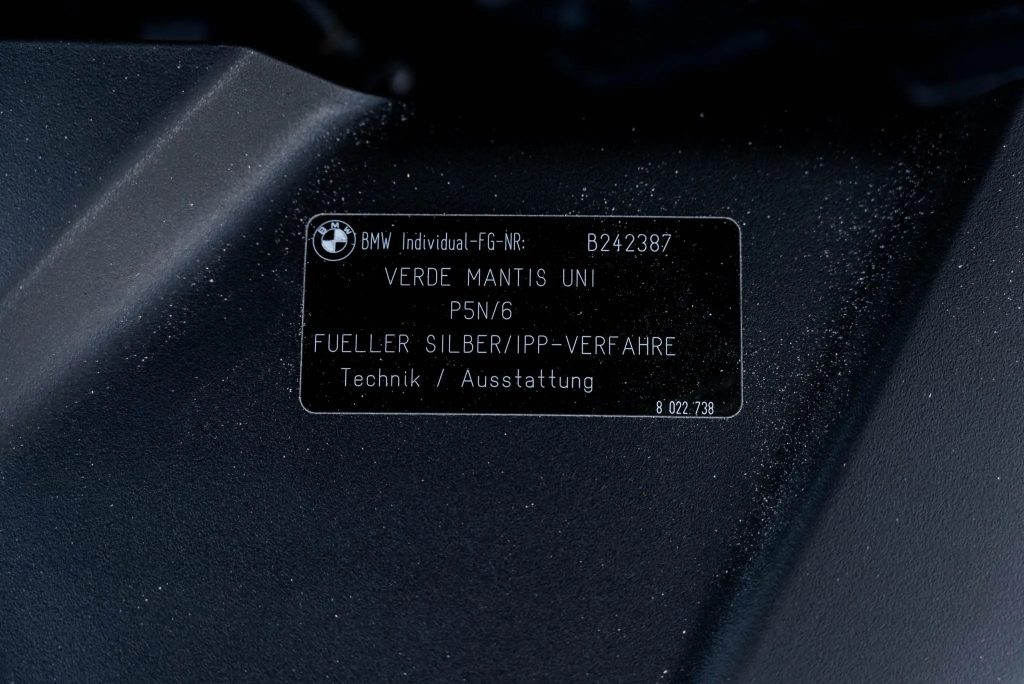 BMW
BMW Individual-FG-NR: B242387
VERDE MANTIS UNI
P5N/6
FUELLER SILBER/IPP-VERFAHRE
Technik / Ausstattung
8 022 738